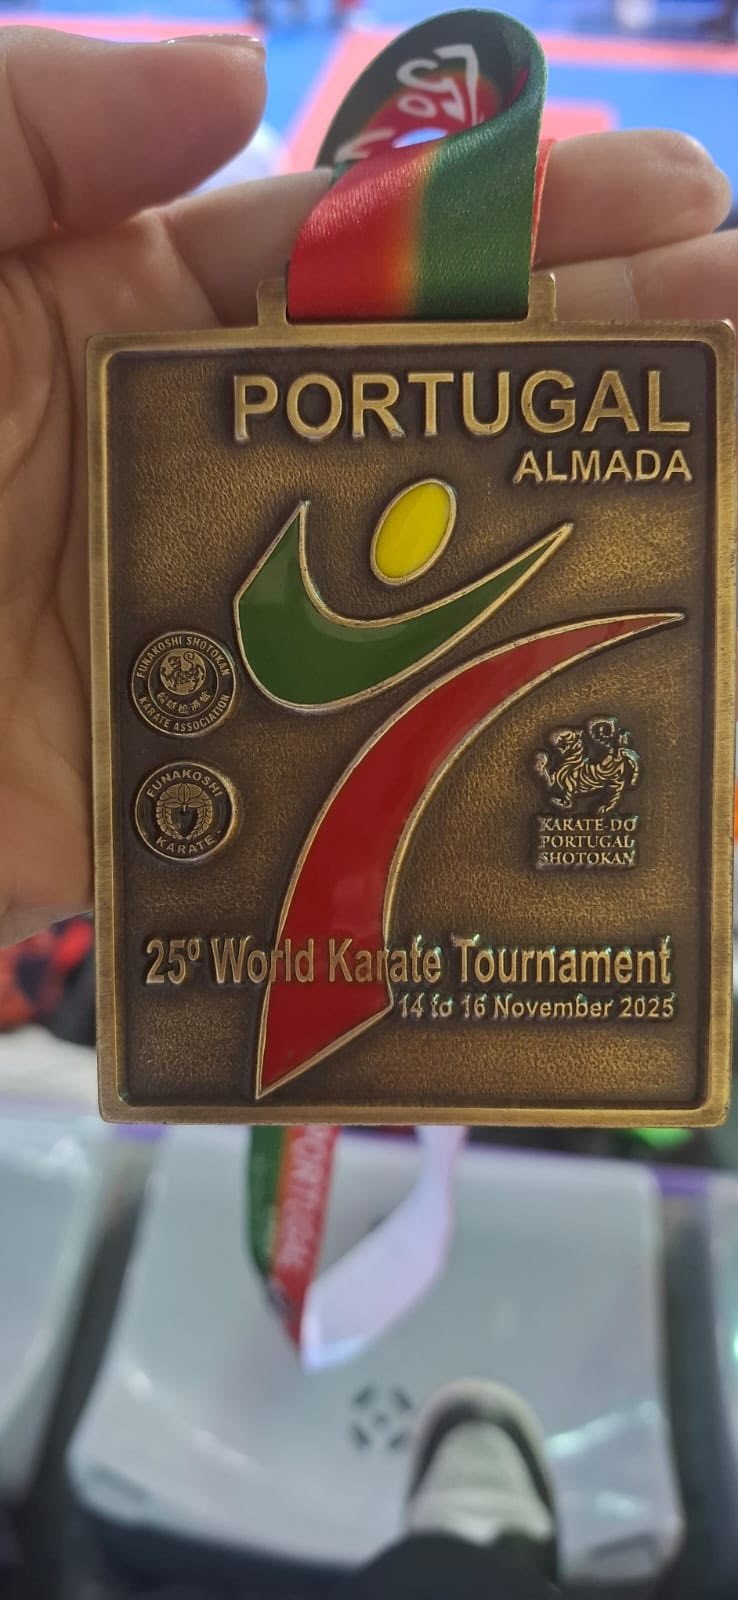 PORTUGAL
ALMADA
FUNAKOSHI SHOTOKAN
KARATE ASSOCIATION
FUNAKOSHI
KARATE
KARATE-DO
PORTUGAL
SHOTOKAN
25º World Karate Tournament
14 to 16 November 2025
PORTUGAL